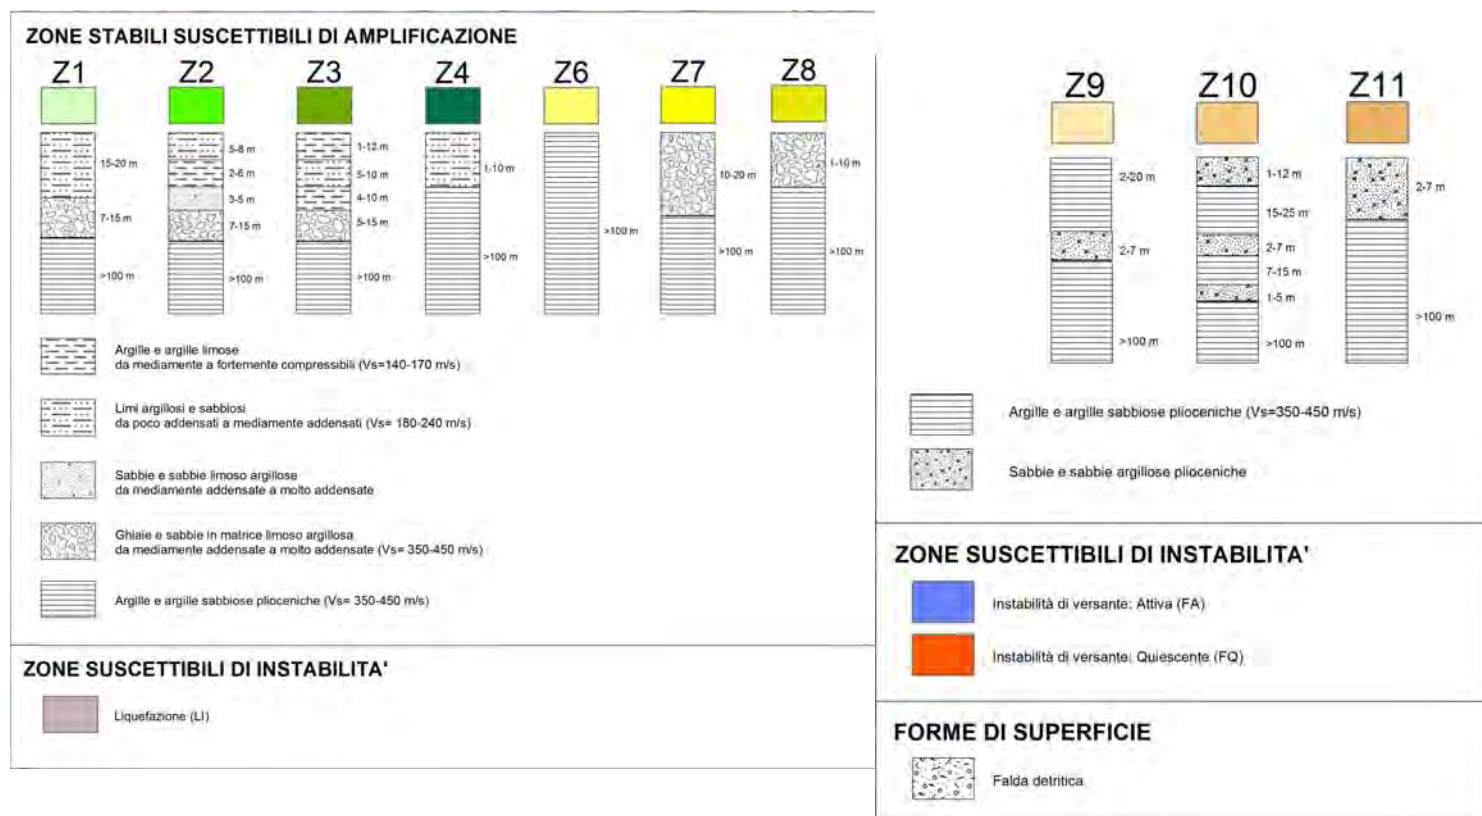 ZONE STABILI SUSCETTIBILI DI AMPLIFICAZIONE
Z1 Z2 Z3 Z4 Z6 Z7 Z8
15-20 m
7-15 m
>100 m
5-8 m
2-6 m
3-5 m
7-15 m
>100 m
1-12 m
5-10 m
4-10 m
5-15 m
>100 m
1-10 m
>100 m
>100 m
10-20 m
>100 m
1-10 m
>100 m
Argille e argille limose
da mediamente a fortemente compressibili (Vs=140-170 m/s)
Limi argillosi e sabbiosi
da poco addensati a mediamente addensati (Vs= 180-240 m/s)
Sabbie e sabbie limoso argillose
da mediamente addensate a molto addensate
Ghiaie e sabbie in matrice limoso argillosa
da mediamente addensate a molto addensate (Vs= 350-450 m/s)
Argille e argille sabbiose plioceniche (Vs= 350-450 m/s)
ZONE SUSCETTIBILI DI INSTABILITA'
Liquefazione (LI)
Z9 Z10 Z11
2-20 m
2-7 m
>100 m
1-12 m
15-25 m
2-7 m
7-15 m
1-5 m
>100 m
2-7 m
>100 m
Argille e argille sabbiose plioceniche (Vs=350-450 m/s)
Sabbie e sabbie argillose plioceniche
ZONE SUSCETTIBILI DI INSTABILITA'
Instabilità di versante: Attiva (FA)
Instabilità di versante: Quiescente (FQ)
FORME DI SUPERFICIE
Falda detritica